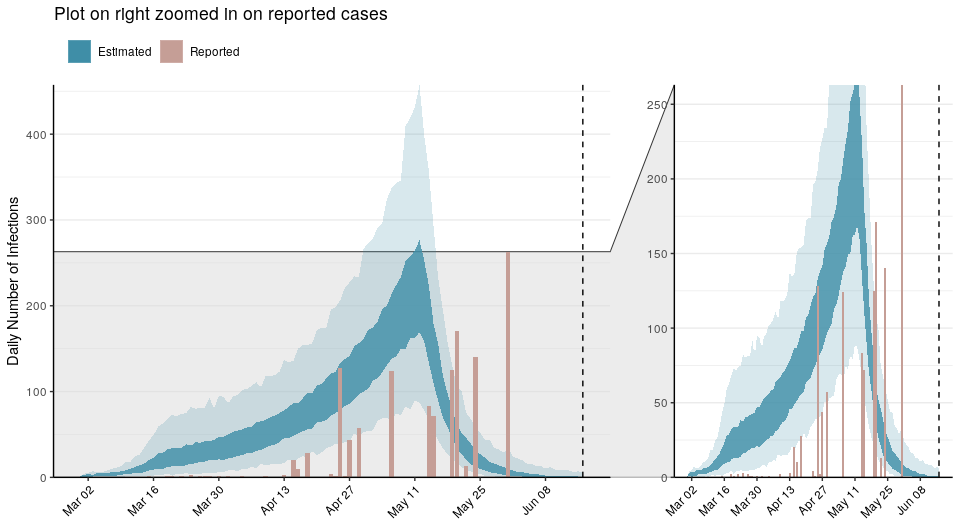 Plot on right zoomed in on reported cases
Estimated Reported
Daily Number of Infections
400
300
200
100
0
Mar 02 Mar 16 Mar 30 Apr 13 Apr 27 May 11 May 25 Jun 08
250
200
150
100
50
0
Mar 02 Mar 16 Mar 30 Apr 13 Apr 27 May 11 May 25 Jun 08